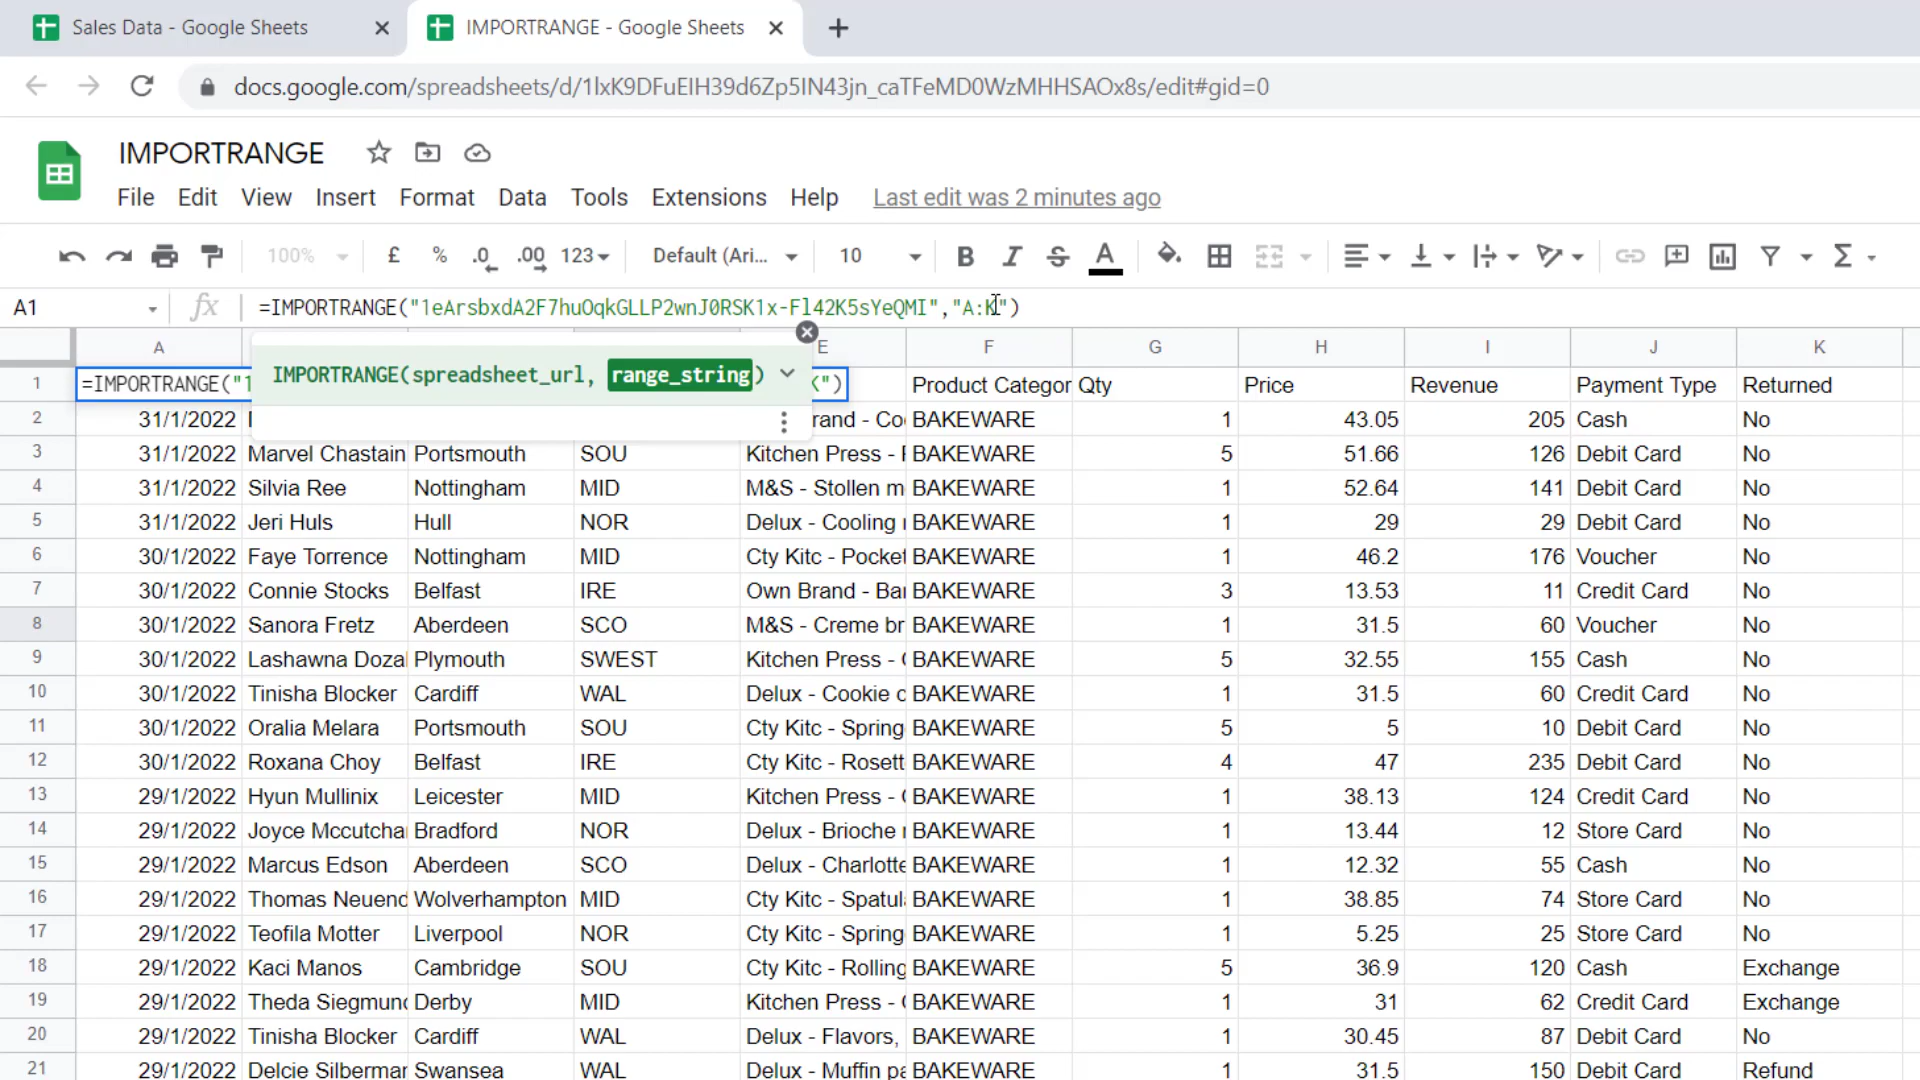 Sales Data - Google Sheets
IMPORTRANGE - Google Sheets
docs.google.com/spreadsheets/d/1lxK9DFuEIH39d6Zp5IN43jn_caTFeMD0WzMHHSAOx8s/edit#gid=0
IMPORTRANGE
File Edit View Insert Format Data Tools Extensions Help Last edit was 2 minutes ago
100% £ % .0 .00 123 Default (Ari... 10 B I S A Σ
A1 fx =IMPORTRANGE("1eArsbxdA2F7huOqkGLLP2wnJ0RSK1x-Fl42K5sYeQMI","A:K")
A E F G H I J K
IMPORTRANGE(spreadsheet_url, range_string)
1 =IMPORTRANGE("1 K") Product Categor Qty Price Revenue Payment Type Returned
2 31/1/2022 rand - Co BAKEWARE 1 43.05 205 Cash No
3 31/1/2022 Marvel Chastain Portsmouth SOU Kitchen Press - BAKEWARE 5 51.66 126 Debit Card No
4 31/1/2022 Silvia Ree Nottingham MID M&S - Stollen m BAKEWARE 1 52.64 141 Debit Card No
5 31/1/2022 Jeri Huls Hull NOR Delux - Cooling BAKEWARE 1 29 29 Debit Card No
6 30/1/2022 Faye Torrence Nottingham MID Cty Kitc - Pocket BAKEWARE 1 46.2 176 Voucher No
7 30/1/2022 Connie Stocks Belfast IRE Own Brand - Ba BAKEWARE 3 13.53 11 Credit Card No
8 30/1/2022 Sanora Fretz Aberdeen SCO M&S - Creme br BAKEWARE 1 31.5 60 Voucher No
9 30/1/2022 Lashawna Doza Plymouth SWEST Kitchen Press - BAKEWARE 5 32.55 155 Cash No
10 30/1/2022 Tinisha Blocker Cardiff WAL Delux - Cookie c BAKEWARE 1 31.5 60 Credit Card No
11 30/1/2022 Oralia Melara Portsmouth SOU Cty Kitc - Spring BAKEWARE 5 5 10 Debit Card No
12 30/1/2022 Roxana Choy Belfast IRE Cty Kitc - Rosett BAKEWARE 4 47 235 Debit Card No
13 29/1/2022 Hyun Mullinix Leicester MID Kitchen Press - BAKEWARE 1 38.13 124 Credit Card No
14 29/1/2022 Joyce Mccutcha Bradford NOR Delux - Brioche BAKEWARE 1 13.44 12 Store Card No
15 29/1/2022 Marcus Edson Aberdeen SCO Delux - Charlotte BAKEWARE 1 12.32 55 Cash No
16 29/1/2022 Thomas Neuend Wolverhampton MID Cty Kitc - Spatul BAKEWARE 1 38.85 74 Store Card No
17 29/1/2022 Teofila Motter Liverpool NOR Cty Kitc - Spring BAKEWARE 1 5.25 25 Store Card No
18 29/1/2022 Kaci Manos Cambridge SOU Cty Kitc - Rolling BAKEWARE 5 36.9 120 Cash Exchange
19 29/1/2022 Theda Siegmund Derby MID Kitchen Press - BAKEWARE 1 31 62 Credit Card Exchange
20 29/1/2022 Tinisha Blocker Cardiff WAL Delux - Flavors, BAKEWARE 1 30.45 87 Debit Card No
21 29/1/2022 Delcie Silberman Swansea WAL Delux - Muffin pa BAKEWARE 1 31.5 150 Debit Card Refund